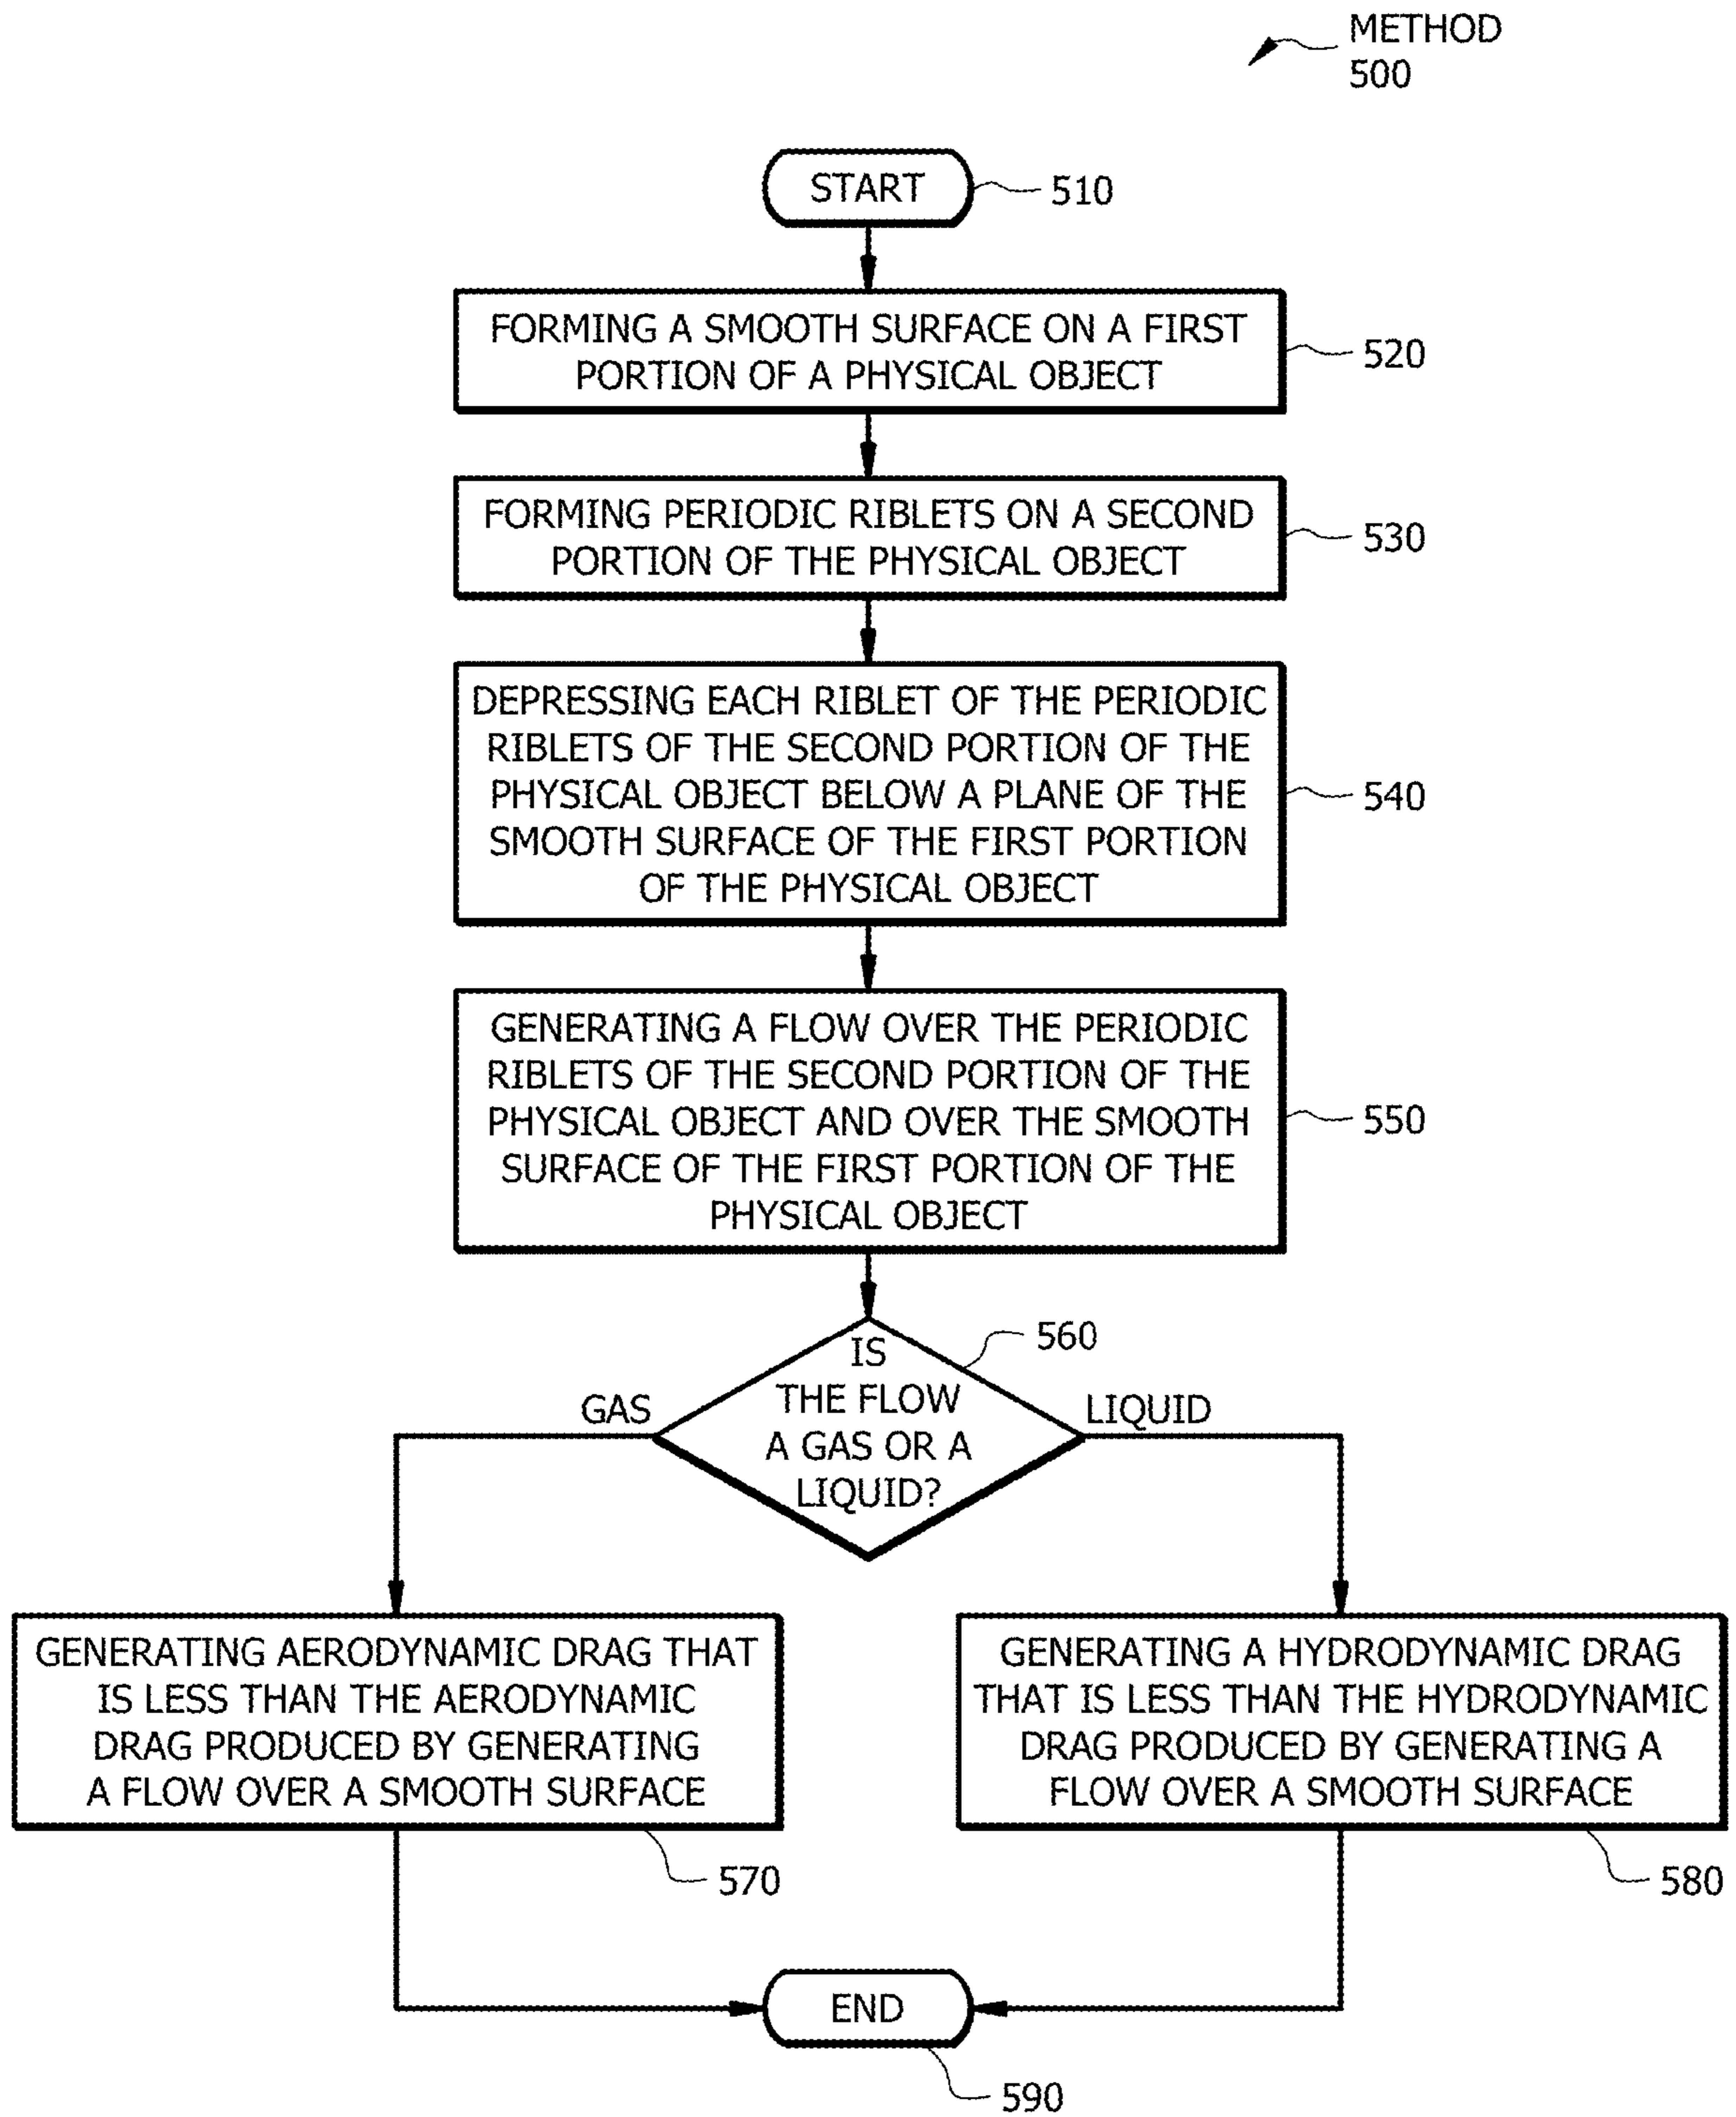 METHOD
500
START
510
FORMING A SMOOTH SURFACE ON A FIRST
PORTION OF A PHYSICAL OBJECT
520
FORMING PERIODIC RIBLETS ON A SECOND
PORTION OF THE PHYSICAL OBJECT
530
DEPRESSING EACH RIBLET OF THE PERIODIC
RIBLETS OF THE SECOND PORTION OF THE
PHYSICAL OBJECT BELOW A PLANE OF THE
SMOOTH SURFACE OF THE FIRST PORTION
OF THE PHYSICAL OBJECT
540
GENERATING A FLOW OVER THE PERIODIC
RIBLETS OF THE SECOND PORTION OF THE
PHYSICAL OBJECT AND OVER THE SMOOTH
SURFACE OF THE FIRST PORTION OF THE
PHYSICAL OBJECT
550
IS
THE FLOW
A GAS OR A
LIQUID?
560
GAS
LIQUID
GENERATING AERODYNAMIC DRAG THAT
IS LESS THAN THE AERODYNAMIC
DRAG PRODUCED BY GENERATING
A FLOW OVER A SMOOTH SURFACE
570
GENERATING A HYDRODYNAMIC DRAG
THAT IS LESS THAN THE HYDRODYNAMIC
DRAG PRODUCED BY GENERATING A
FLOW OVER A SMOOTH SURFACE
580
END
590